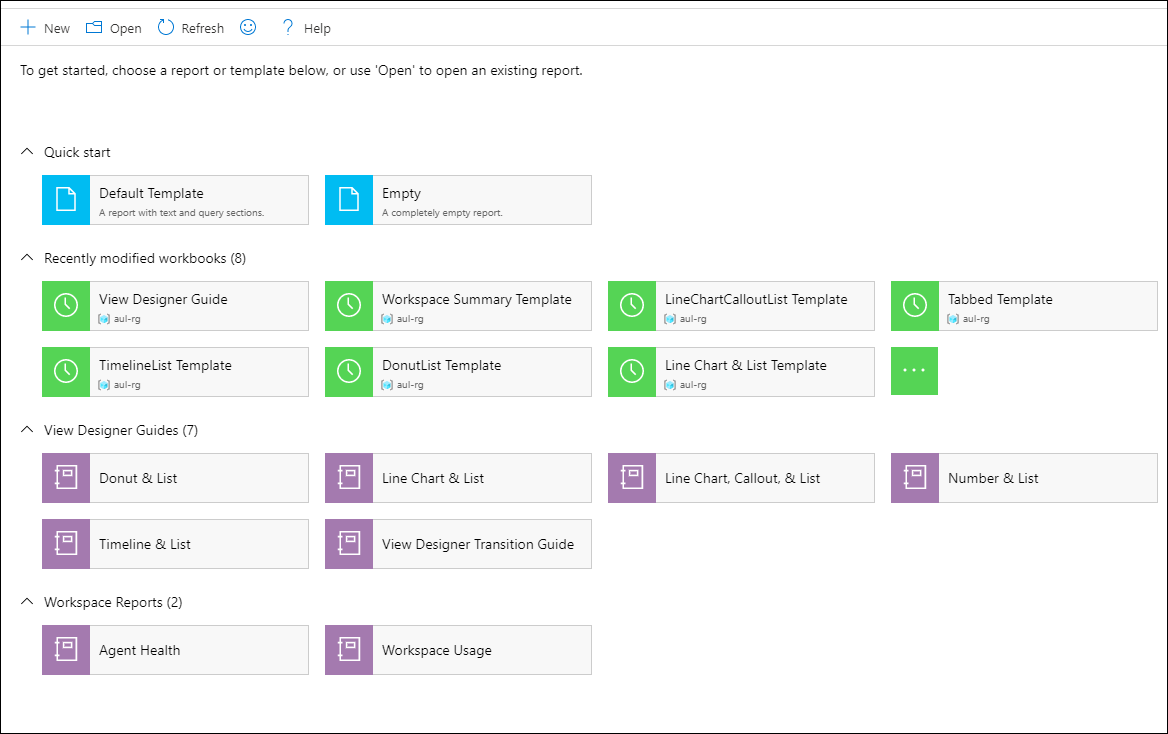 New Open Refresh ? Help
To get started, choose a report or template below, or use 'Open' to open an existing report.
Quick start
Default Template Empty
A report with text and query sections. A completely empty report.
Recently modified workbooks (8)
View Designer Guide Workspace Summary Template LineChartCalloutList Template Tabbed Template
aul-rg aul-rg aul-rg aul-rg
TimelineList Template DonutList Template Line Chart & List Template ...
aul-rg aul-rg aul-rg
View Designer Guides (7)
Donut & List Line Chart & List Line Chart, Callout, & List Number & List
Timeline & List View Designer Transition Guide
Workspace Reports (2)
Agent Health Workspace Usage